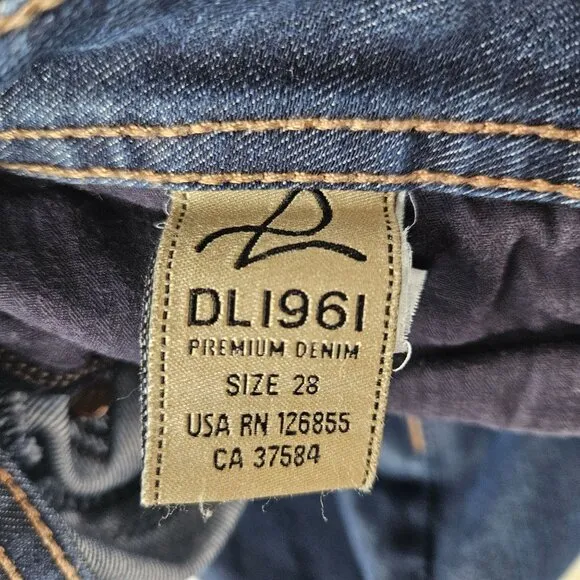 DL1961
PREMIUM DENIM
SIZE 28
USA RN 126855
CA 37584